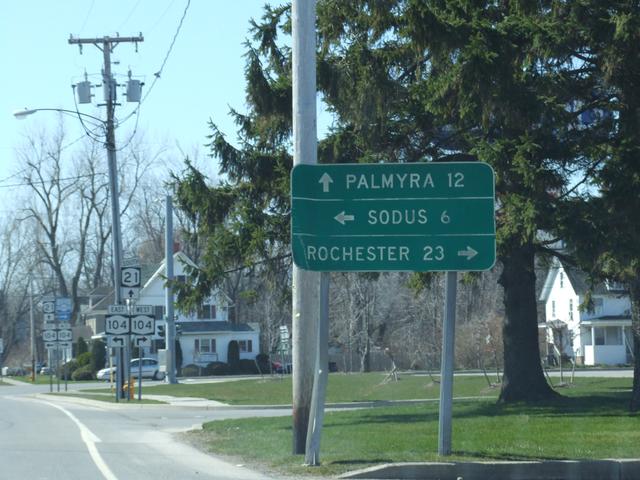 PALMYRA 12
SODUS 6
ROCHESTER 23
21
EAST WEST
104 104